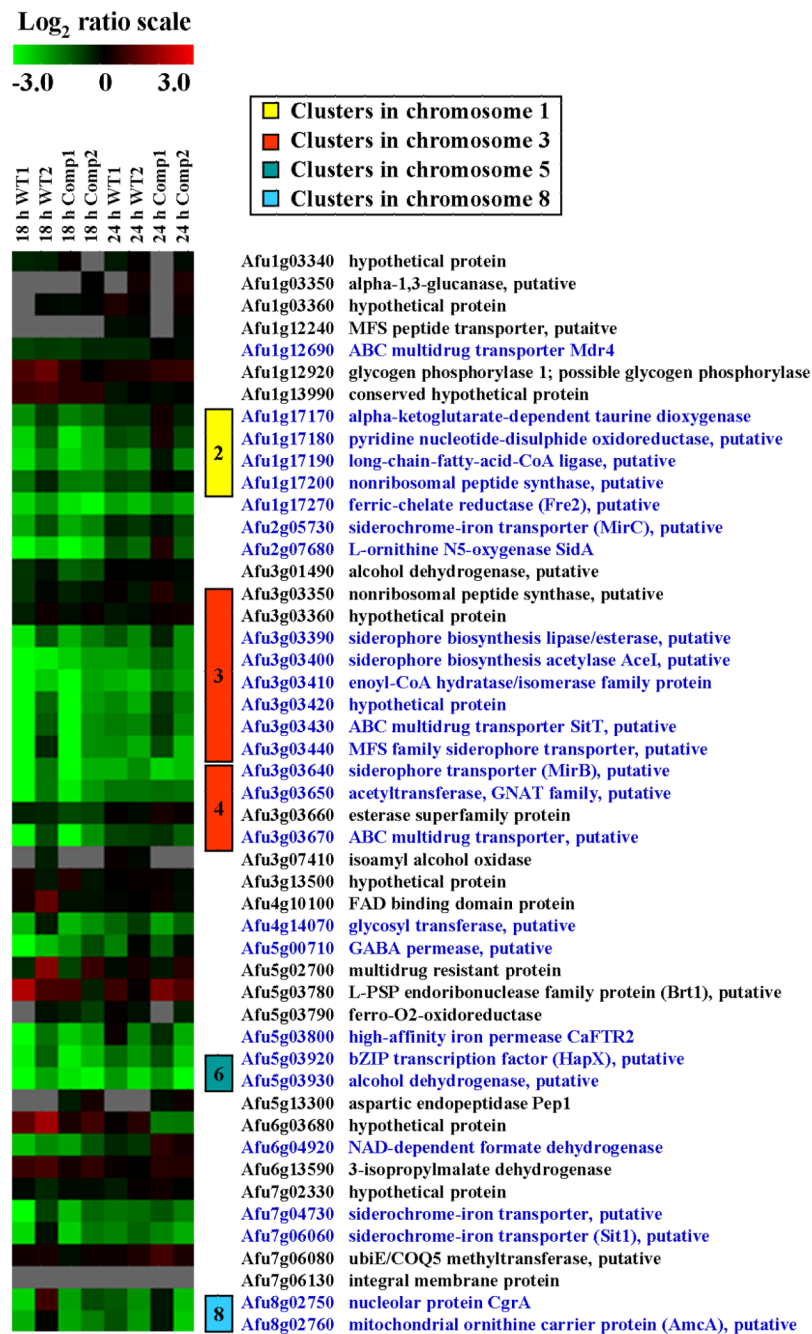 Log2 ratio scale
-3.0 0 3.0
Clusters in chromosome 1
Clusters in chromosome 3
Clusters in chromosome 5
Clusters in chromosome 8
18 h WT1
18 h WT2
18 h Comp1
18 h Comp2
24 h WT1
24 h WT2
24 h Comp1
24 h Comp2
Afu1g03340 hypothetical protein
Afu1g03350 alpha-1,3-glucanase, putative
Afu1g03360 hypothetical protein
Afu1g12240 MFS peptide transporter, putaitve
Afu1g12690 ABC multidrug transporter Mdr4
Afu1g12920 glycogen phosphorylase 1; possible glycogen phosphorylase
Afu1g13990 conserved hypothetical protein
Afu1g17170 alpha-ketoglutarate-dependent taurine dioxygenase
Afu1g17180 pyridine nucleotide-disulphide oxidoreductase, putative
2
Afu1g17190 long-chain-fatty-acid-CoA ligase, putative
Afu1g17200 nonribosomal peptide synthase, putative
Afu1g17270 ferric-chelate reductase (Fre2), putative
Afu2g05730 siderochrome-iron transporter (MirC), putative
Afu2g07680 L-ornithine N5-oxygenase SidA
Afu3g01490 alcohol dehydrogenase, putative
Afu3g03350 nonribosomal peptide synthase, putative
Afu3g03360 hypothetical protein
Afu3g03390 siderophore biosynthesis lipase/esterase, putative
Afu3g03400 siderophore biosynthesis acetylase AceI, putative
3
Afu3g03410 enoyl-CoA hydratase/isomerase family protein
Afu3g03420 hypothetical protein
Afu3g03430 ABC multidrug transporter SitT, putative
Afu3g03440 MFS family siderophore transporter, putative
Afu3g03640 siderophore transporter (MirB), putative
Afu3g03650 acetyltransferase, GNAT family, putative
4
Afu3g03660 esterase superfamily protein
Afu3g03670 ABC multidrug transporter, putative
Afu3g07410 isoamyl alcohol oxidase
Afu3g13500 hypothetical protein
Afu4g10100 FAD binding domain protein
Afu4g14070 glycosyl transferase, putative
Afu5g00710 GABA permease, putative
Afu5g02700 multidrug resistant protein
Afu5g03780 L-PSP endoribonuclease family protein (Brt1), putative
Afu5g03790 ferro-O2-oxidoreductase
Afu5g03800 high-affinity iron permease CaFTR2
Afu5g03920 bZIP transcription factor (HapX), putative
6
Afu5g03930 alcohol dehydrogenase, putative
Afu5g13300 aspartic endopeptidase Pep1
Afu6g03680 hypothetical protein
Afu6g04920 NAD-dependent formate dehydrogenase
Afu6g13590 3-isopropylmalate dehydrogenase
Afu7g02330 hypothetical protein
Afu7g04730 siderochrome-iron transporter, putative
Afu7g06060 siderochrome-iron transporter (Sit1), putative
Afu7g06080 ubiE/COQ5 methyltransferase, putative
Afu7g06130 integral membrane protein
Afu8g02750 nucleolar protein CgrA
8
Afu8g02760 mitochondrial ornithine carrier protein (AmcA), putative